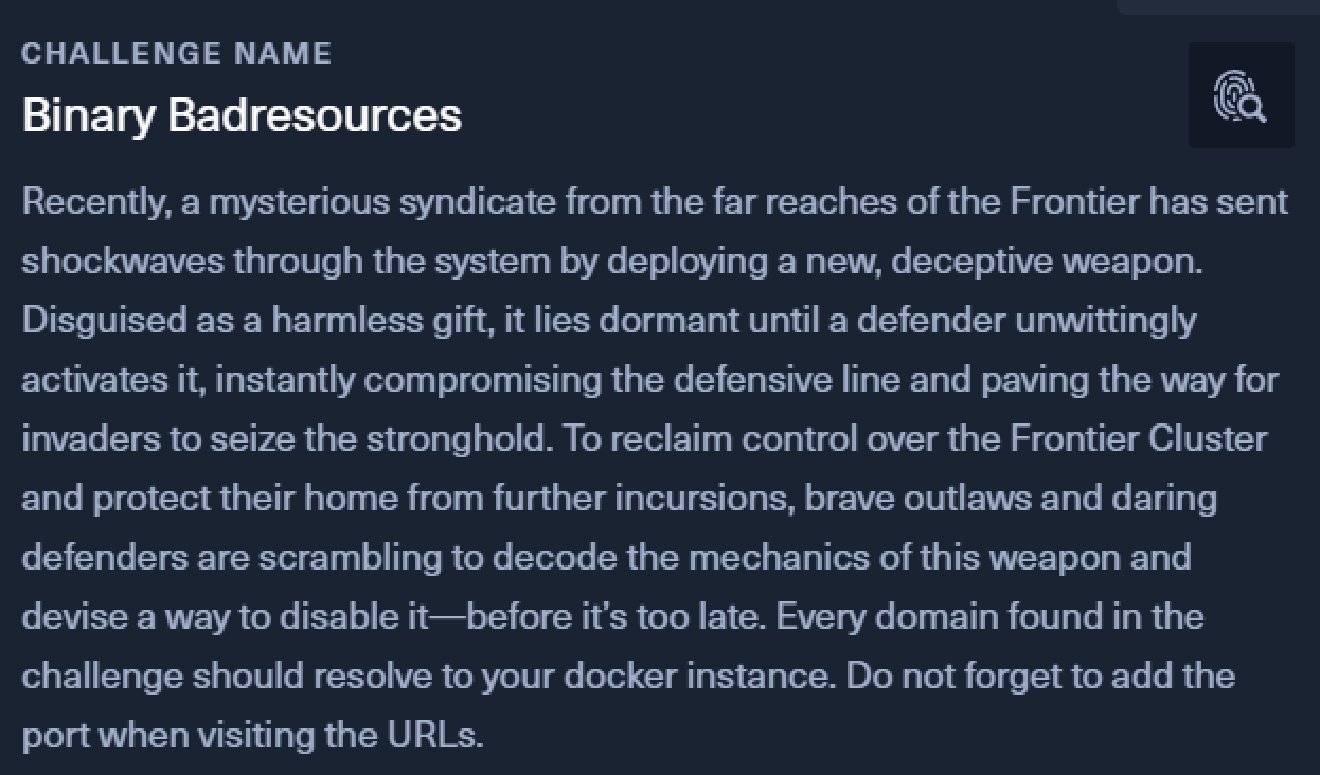 CHALLENGE NAME
Binary Badresources
Recently, a mysterious syndicate from the far reaches of the Frontier has sent
shockwaves through the system by deploying a new, deceptive weapon.
Disguised as a harmless gift, it lies dormant until a defender unwittingly
activates it, instantly compromising the defensive line and paving the way for
invaders to seize the stronghold. To reclaim control over the Frontier Cluster
and protect their home from further incursions, brave outlaws and daring
defenders are scrambling to decode the mechanics of this weapon and
devise a way to disable it—before it’s too late. Every domain found in the
challenge should resolve to your docker instance. Do not forget to add the
port when visiting the URLs.